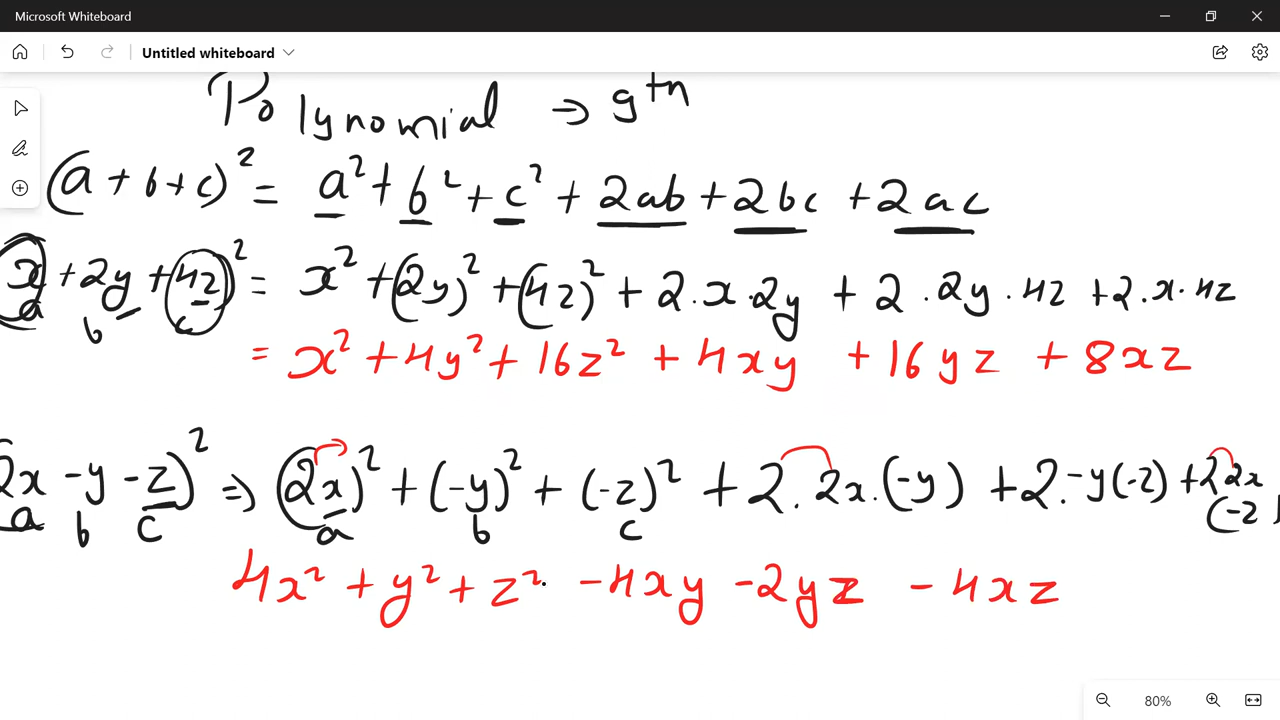 Microsoft Whiteboard
Untitled whiteboard
Polynomial ⇒ 9th
(a + b + c)² = a² + b² + c² + 2ab + 2bc + 2ac
x + 2y + 4z)² = x² + (2y)² + (4z)² + 2.x.2y + 2.2y.4z + 2.x.4z
a b c
= x² + 4y² + 16z² + 4xy + 16yz + 8xz
2x - y - z)² ⇒ (2x)² + (-y)² + (-z)² + 2.2x.(-y) + 2.-y(-z) + 2 2x
(-z)
a b c a b c
4x² + y² + z² - 4xy - 2yz - 4xz
80%